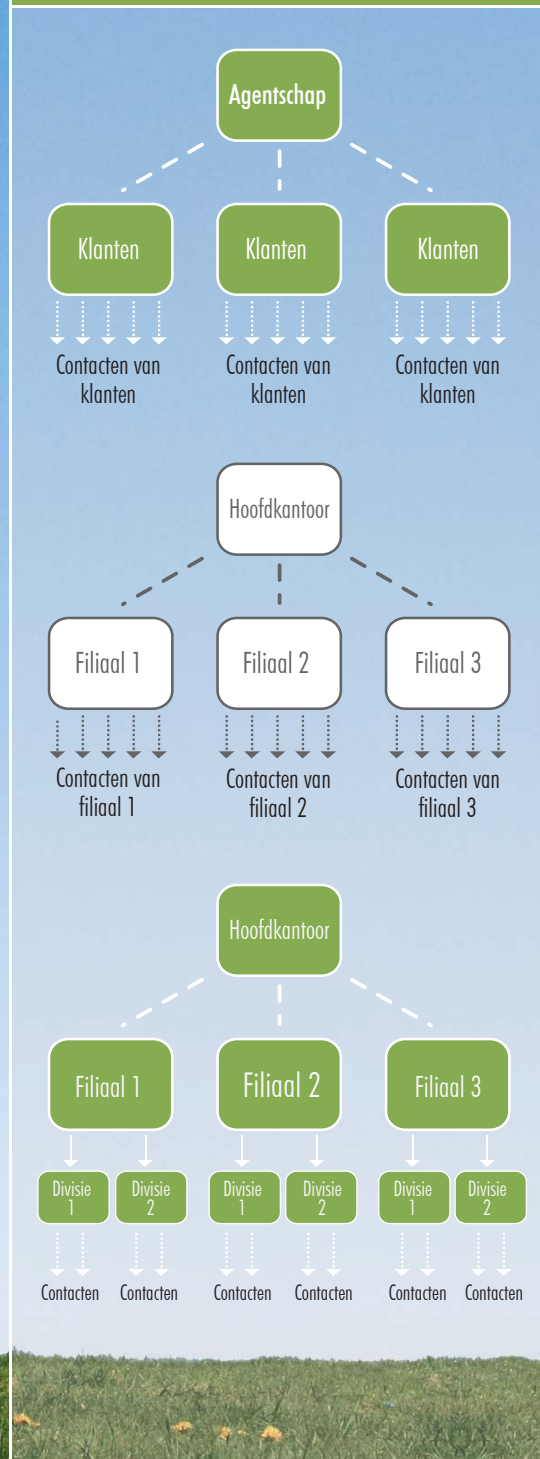 Agentschap
Klanten Klanten Klanten
Contacten van Contacten van Contacten van
klanten klanten klanten
Hoofdkantoor
Filiaal 1 Filiaal 2 Filiaal 3
Contacten van Contacten van Contacten van
filiaal 1 filiaal 2 filiaal 3
Hoofdkantoor
Filiaal 1 Filiaal 2 Filiaal 3
Divisie Divisie Divisie Divisie Divisie Divisie
1 2 1 2 1 2
Contacten Contacten Contacten Contacten Contacten Contacten